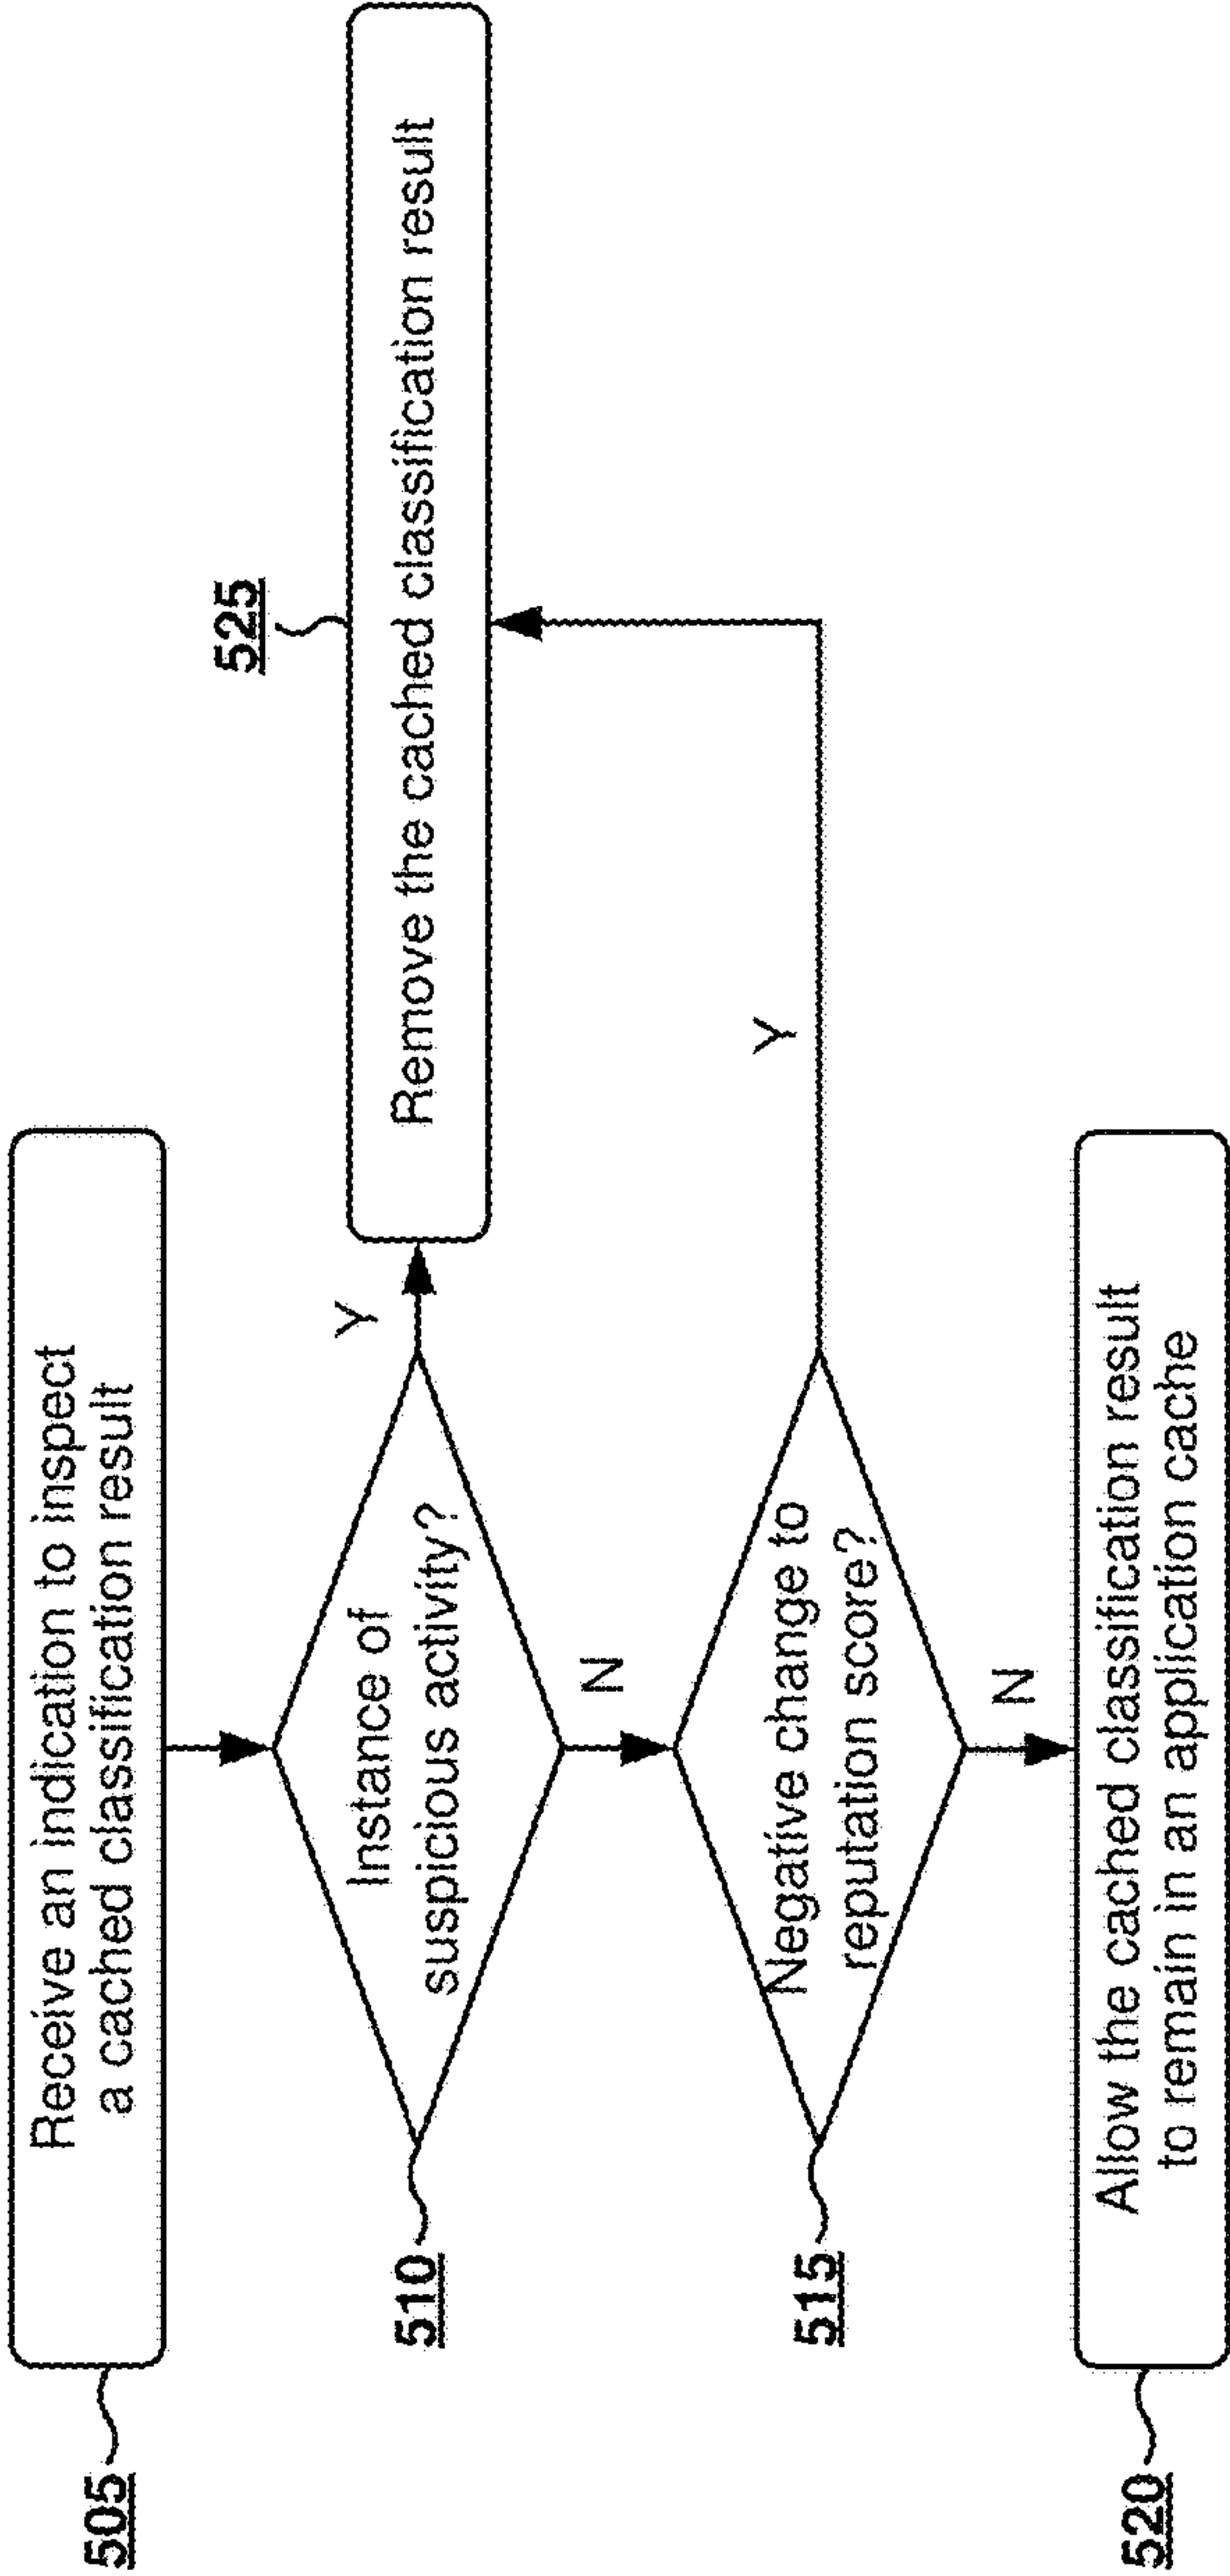 505
Receive an indication to inspect
a cached classification result
510
Instance of
suspicious activity?
Y
525
Remove the cached classification result
N
515
Negative change to
reputation score?
Y
N
520
Allow the cached classification result
to remain in an application cache